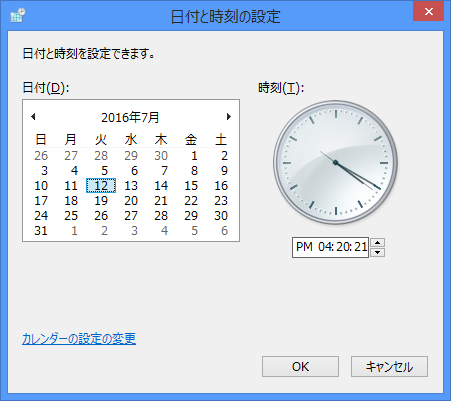 日付と時刻の設定
日付と時刻を設定できます。
日付(D):
時刻(T):
2016年7月
日 月 火 水 木 金 土
26 27 28 29 30 1 2
3 4 5 6 7 8 9
10 11 12 13 14 15 16
17 18 19 20 21 22 23
24 25 26 27 28 29 30
31 1 2 3 4 5 6
PM 04:20:21
カレンダーの設定の変更
OK
キャンセル